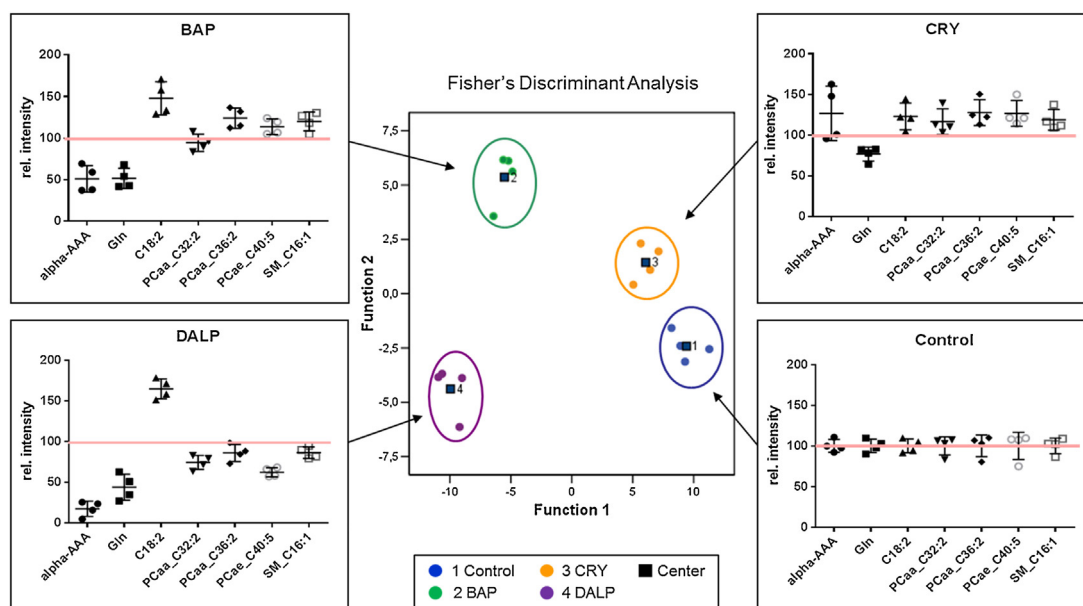 BAP
200
150
100
50
0
rel. intensity
alpha-AAA
Gln
C18:2
PCaa_C32:2
PCaa_C36:2
PCae_C40:5
SM_C16:1
Fisher's Discriminant Analysis
7,5
5,0
2,5
0,0
-2,5
-5,0
-7,5
Function 2
2
3
1
4
-10
-5
0
5
10
Function 1
CRY
200
150
100
50
0
rel. intensity
alpha-AAA
Gln
C18:2
PCaa_C32:2
PCaa_C36:2
PCae_C40:5
SM_C16:1
DALP
200
150
100
50
0
rel. intensity
alpha-AAA
Gln
C18:2
PCaa_C32:2
PCaa_C36:2
PCae_C40:5
SM_C16:1
Control
200
150
100
50
0
rel. intensity
alpha-AAA
Gln
C18:2
PCaa_C32:2
PCaa_C36:2
PCae_C40:5
SM_C16:1
1 Control 3 CRY Center
2 BAP 4 DALP